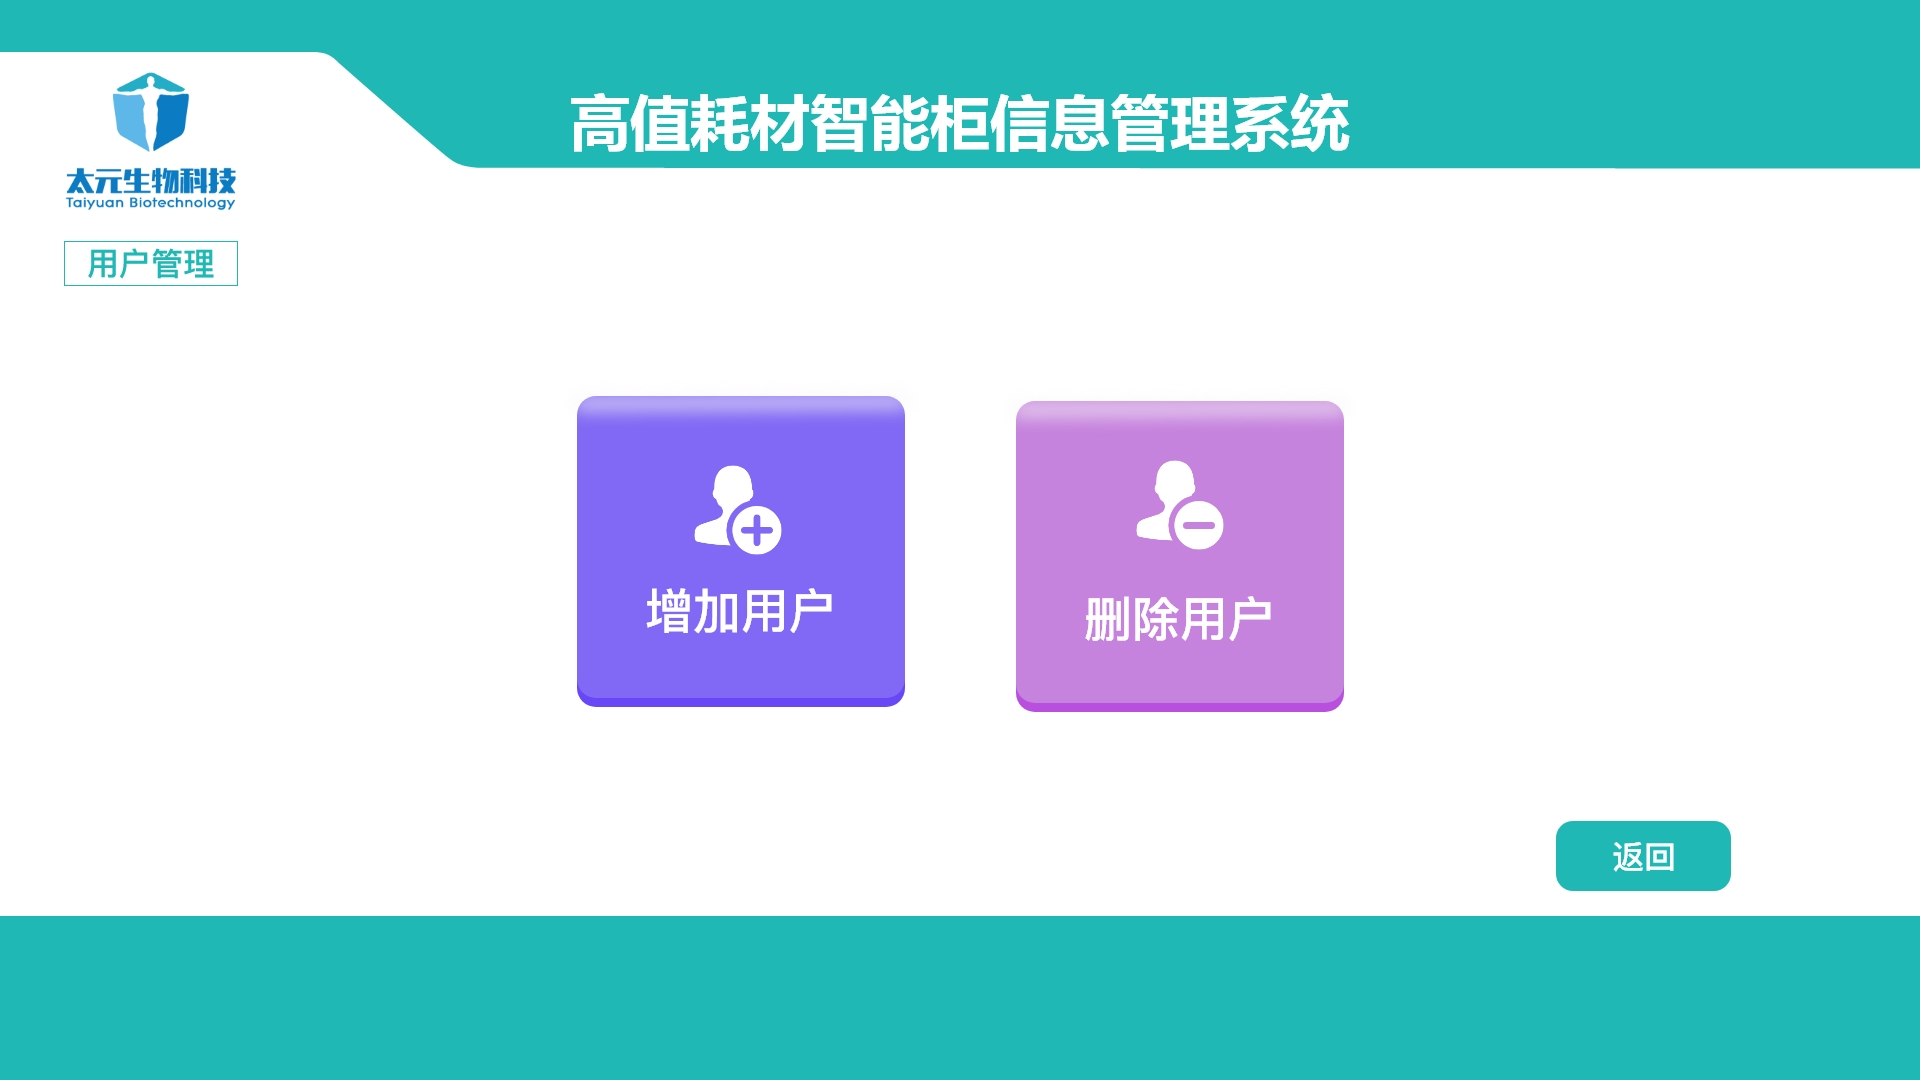 高值耗材智能柜信息管理系统
太元生物科技
Taiyuan Biotechnology
用户管理
增加用户
删除用户
返回